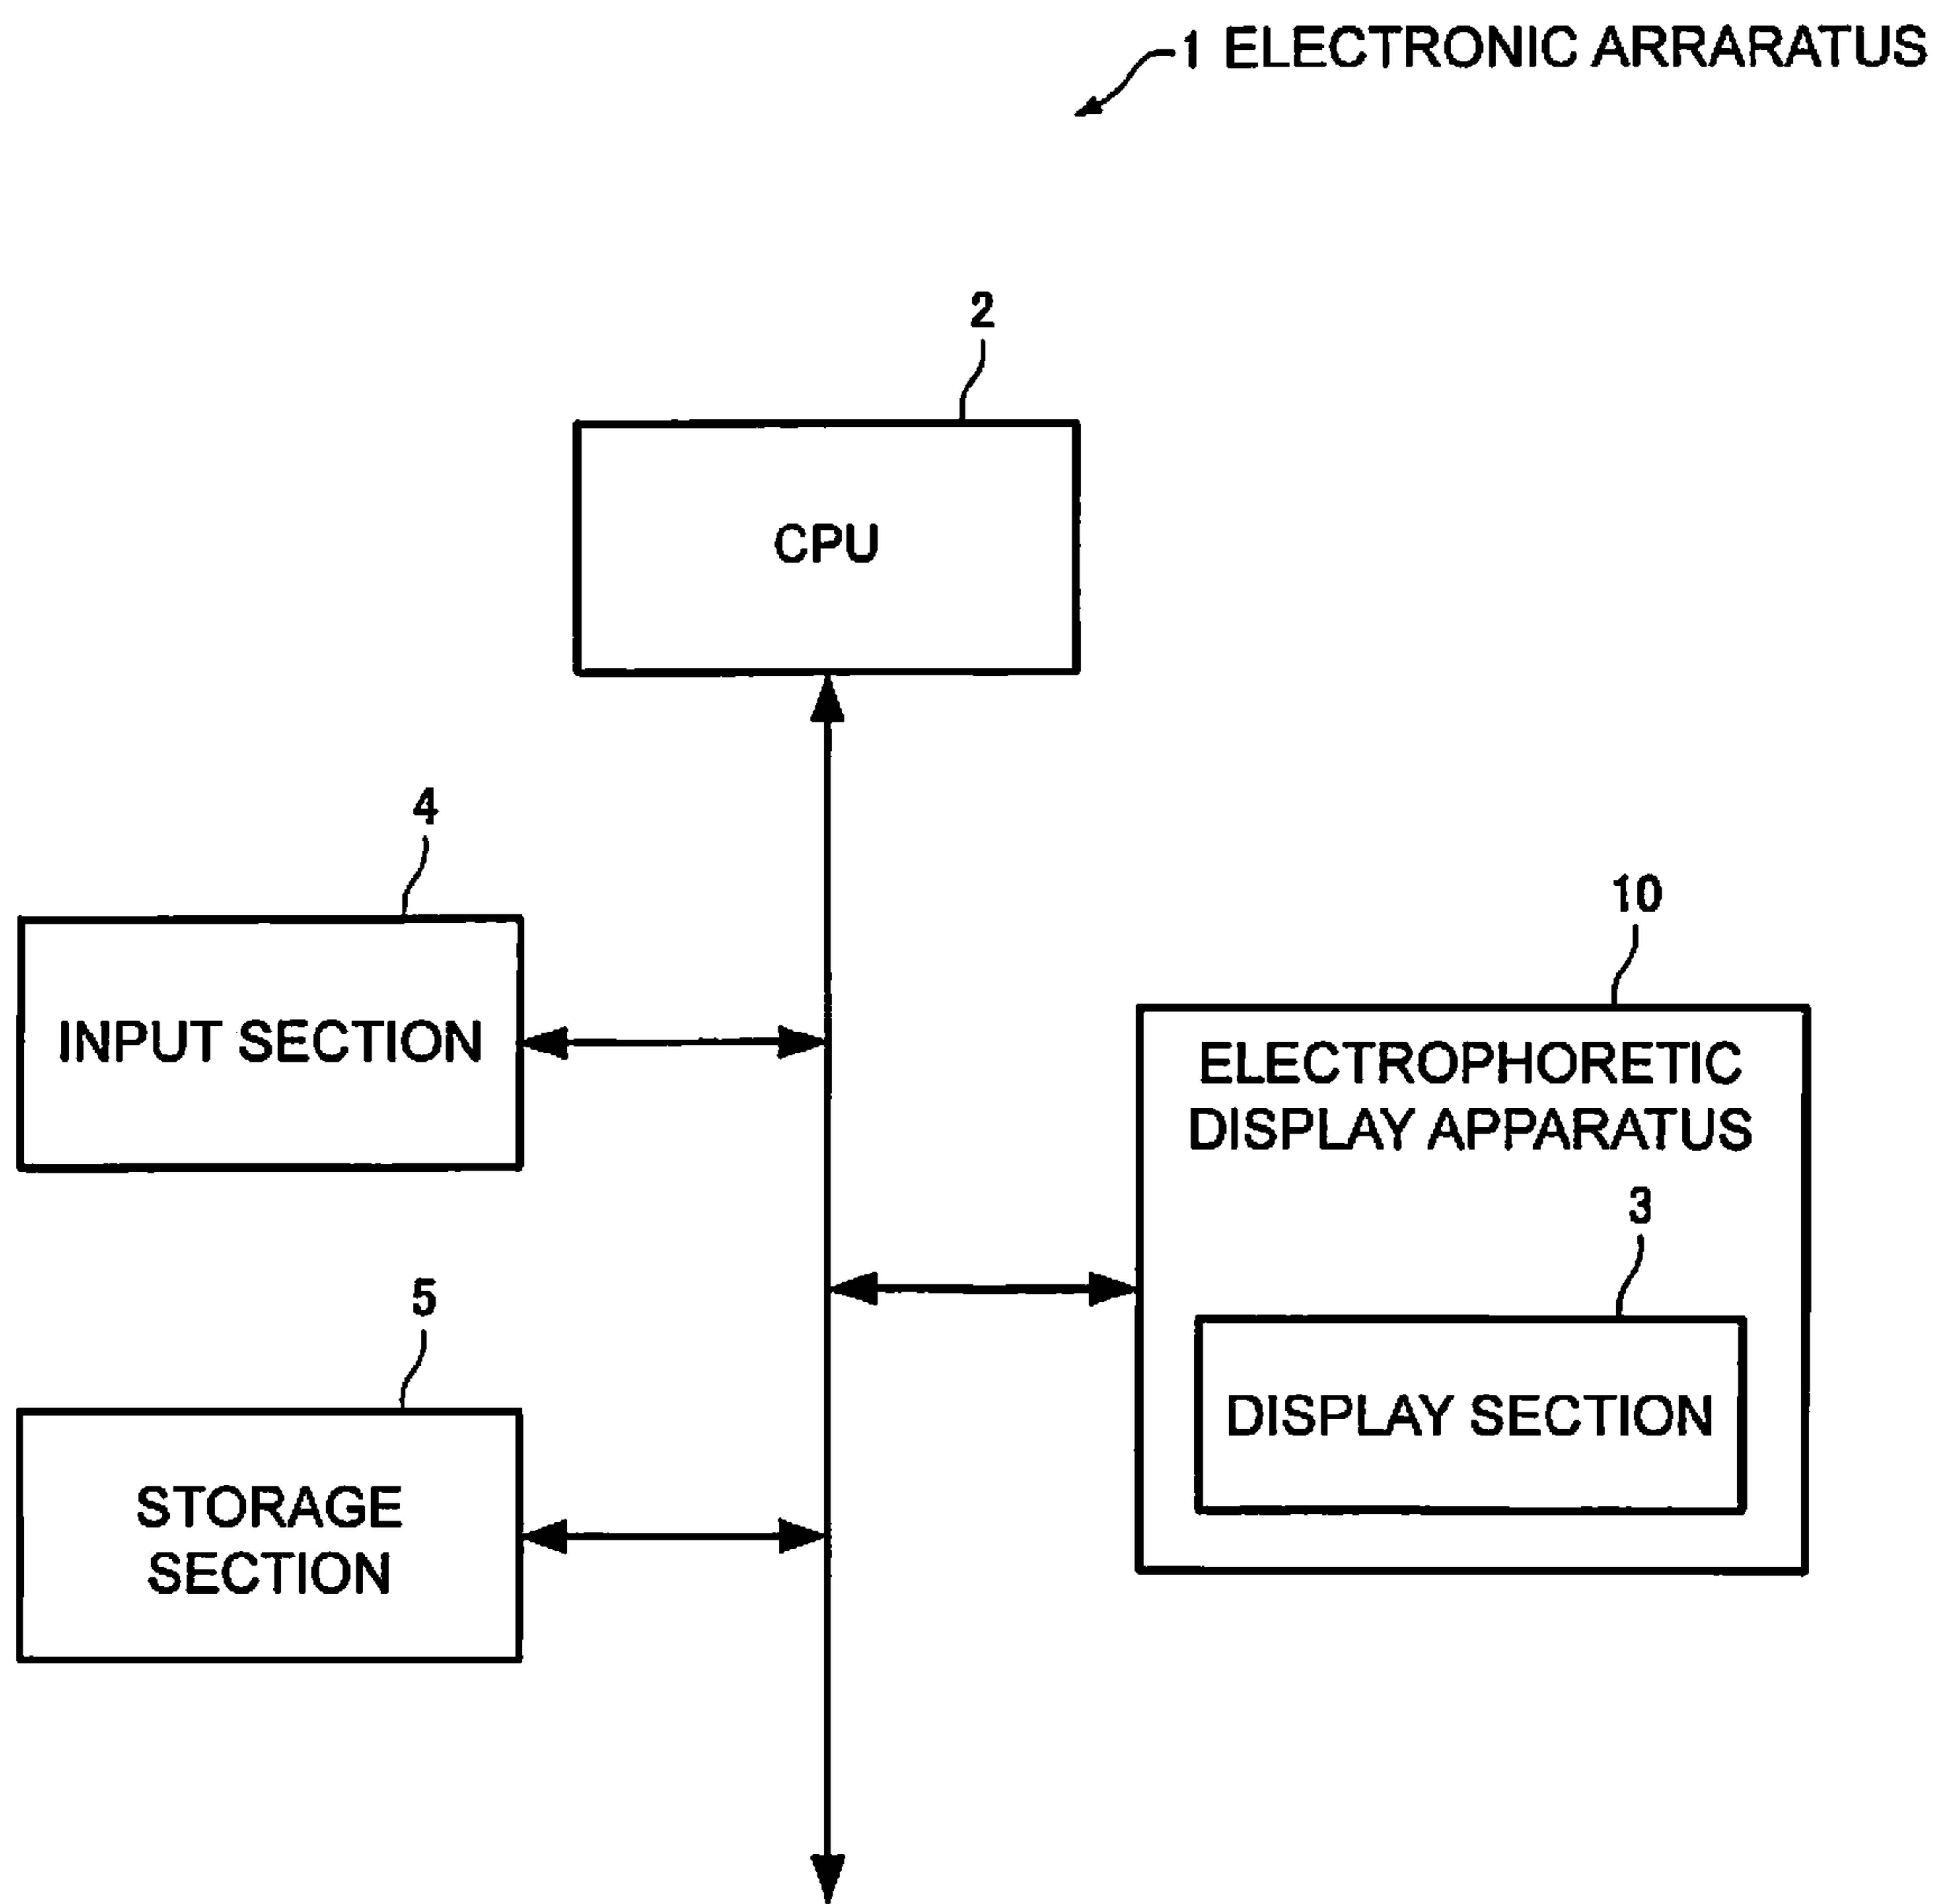 1 ELECTRONIC ARRARATUS
2
CPU
4
INPUT SECTION
10
ELECTROPHORETIC
DISPLAY APPARATUS
3
DISPLAY SECTION
5
STORAGE
SECTION